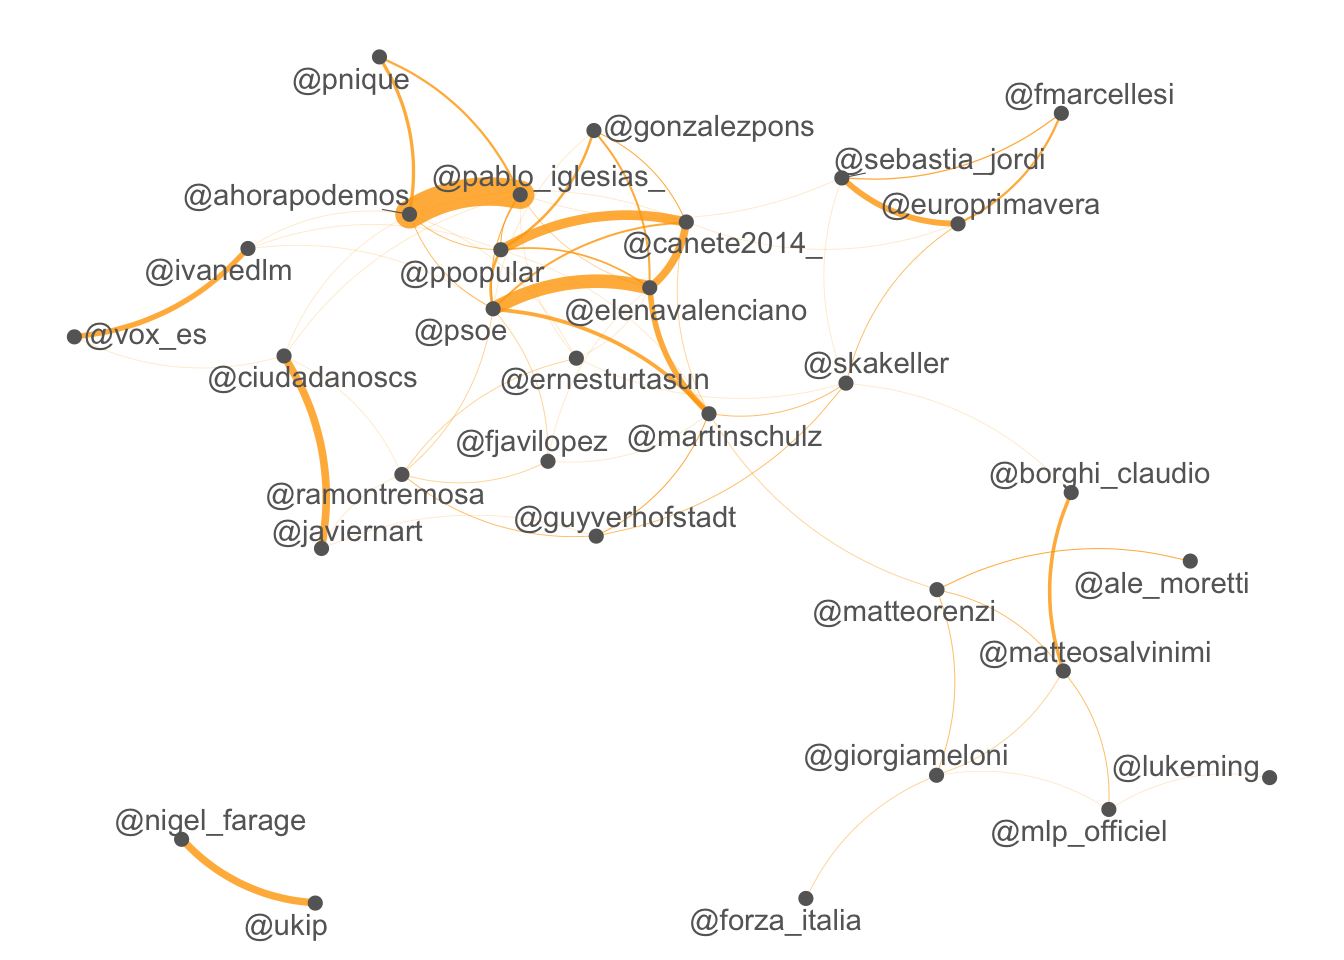 @pnique
@fmarcellesi
@gonzalezpons
@sebastia_jordi
@pablo_iglesias_
@ahorapodemos
@europrimavera
@canete2014_
@ivanedlm
@ppopular
@elenavalenciano
@psoe
@vox_es
@skakeller
@ciudadanoscs
@ernesturtasun
@martinschulz
@fjavilopez
@borghi_claudio
@ramontremosa
@guyverhofstadt
@javiernart
@ale_moretti
@matteorenzi
@matteosalvinimi
@giorgiameloni
@lukeming
@nigel_farage
@mlp_officiel
@forza_italia
@ukip